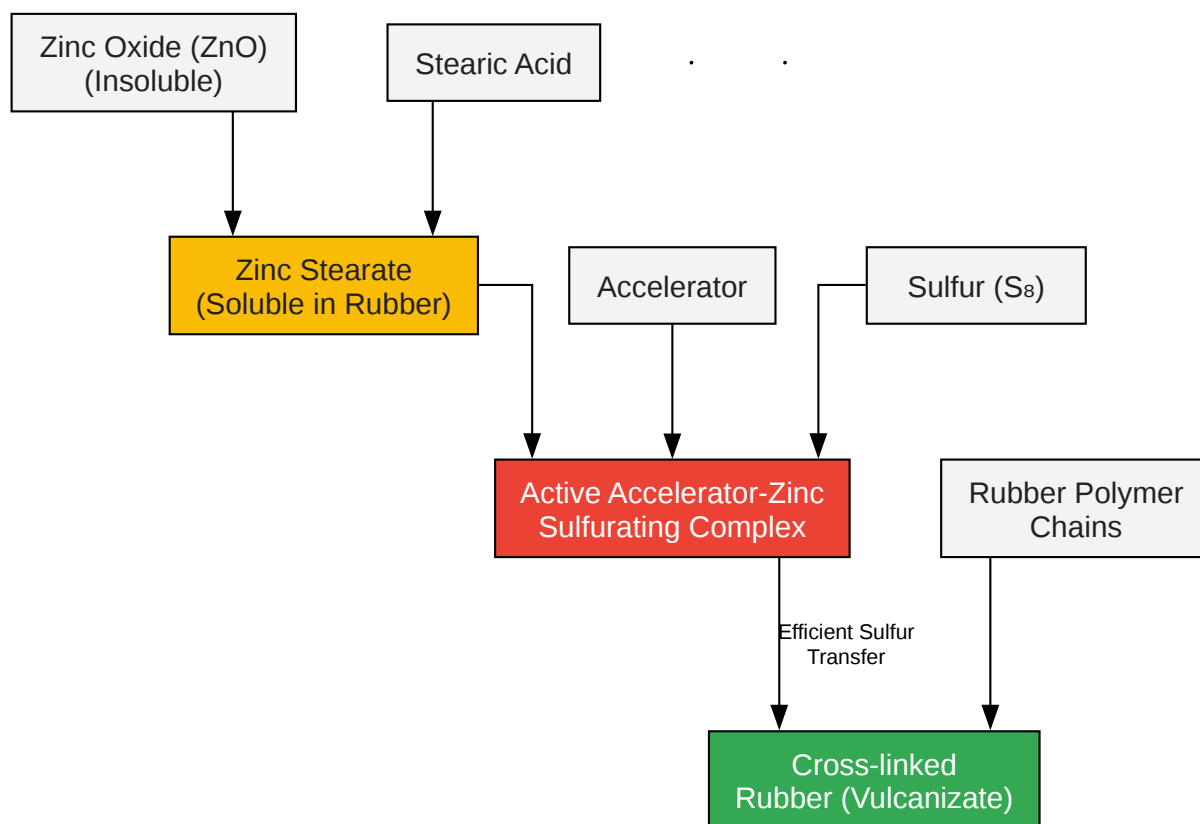 Zinc Oxide (ZnO)
(Insoluble)
Stearic Acid
Zinc Stearate
(Soluble in Rubber)
Accelerator
Sulfur (S₈)
Active Accelerator-Zinc
Sulfurating Complex
Rubber Polymer
Chains
Efficient Sulfur
Transfer
Cross-linked
Rubber (Vulcanizate)